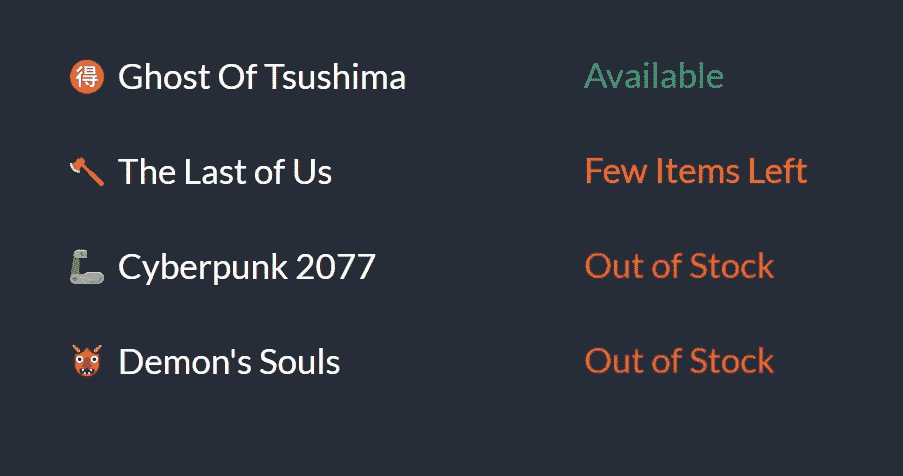 得 Ghost Of Tsushima Available
The Last of Us Few Items Left
Cyberpunk 2077 Out of Stock
Demon's Souls Out of Stock